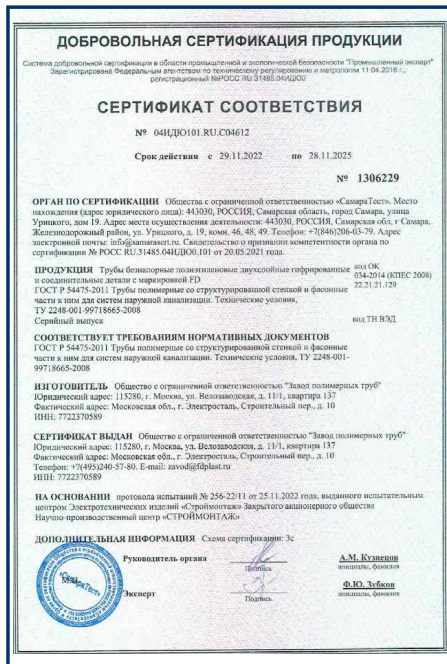 ДОБРОВОЛЬНАЯ СЕРТИФИКАЦИЯ ПРОДУКЦИИ
Система добровольной сертификации в области промышленной и экологической безопасности "Промышленный эксперт"
Зарегистрирована Федеральным агентством по техническому регулированию и метрологии 11.04.2016 г.,
регистрационный №РОСС RU.31485.04ИДЮ0
СЕРТИФИКАТ СООТВЕТСТВИЯ
№ 04ИДЮ101.RU.С04612
Срок действия с 29.11.2022 по 28.11.2025
№ 1306229
ОРГАН ПО СЕРТИФИКАЦИИ Общества с ограниченной ответственностью «СамараТест». Место
нахождения (адрес юридического лица): 443030, РОССИЯ, Самарская область, город Самара, улица
Урицкого, дом 19. Адрес места осуществления деятельности: 443030, РОССИЯ, Самарская обл, г Самара,
Железнодорожный район, ул. Урицкого, д. 19, комн. 46, 48, 49. Телефон: +7(846)206-03-79. Адрес
электронной почты: info@samarasert.ru. Свидетельство о признании компетентности органа по
сертификации № РОСС RU.31485.04ИДЮ0.101 от 20.05.2021 года.
ПРОДУКЦИЯ Трубы безнапорные полиэтиленовые двухслойные гофрированные
и соединительные детали с маркировкой FD
ГОСТ Р 54475-2011 Трубы полимерные со структурированной стенкой и фасонные
части к ним для систем наружной канализации. Технические условия,
ТУ 2248-001-99718665-2008
Серийный выпуск
код ОК
034-2014 (КПЕС 2008)
22.21.21.129
код ТН ВЭД
СООТВЕТСТВУЕТ ТРЕБОВАНИЯМ НОРМАТИВНЫХ ДОКУМЕНТОВ
ГОСТ Р 54475-2011 Трубы полимерные со структурированной стенкой и фасонные
части к ним для систем наружной канализации. Технические условия, ТУ 2248-001-
99718665-2008
ИЗГОТОВИТЕЛЬ Общество с ограниченной ответственностью "Завод полимерных труб"
Юридический адрес: 115280, г. Москва, ул. Велозаводская, д. 11/1, квартира 137
Фактический адрес: Московская обл., г. Электросталь, Строительный пер., д. 10
ИНН: 7722370589
СЕРТИФИКАТ ВЫДАН Общество с ограниченной ответственностью "Завод полимерных труб"
Юридический адрес: 115280, г. Москва, ул. Велозаводская, д. 11/1, квартира 137
Фактический адрес: Московская обл., г. Электросталь, Строительный пер., д. 10
Телефон: +7(495)240-57-80. E-mail: zavod@fdplast.ru
ИНН: 7722370589
НА ОСНОВАНИИ протокола испытаний № 256-22/11 от 25.11.2022 года, выданного испытательным
центром Электротехнических изделий «Строймонтаж» Закрытого акционерного общества
Научно-производственный центр «СТРОЙМОНТАЖ»
ДОПОЛНИТЕЛЬНАЯ ИНФОРМАЦИЯ Схема сертификации: 3с
Руководитель органа
Подпись
А.М. Кузнецов
инициалы, фамилия
М.П.
"СамараТест"
Эксперт
Подпись
Ф.Ю. Зубков
инициалы, фамилия